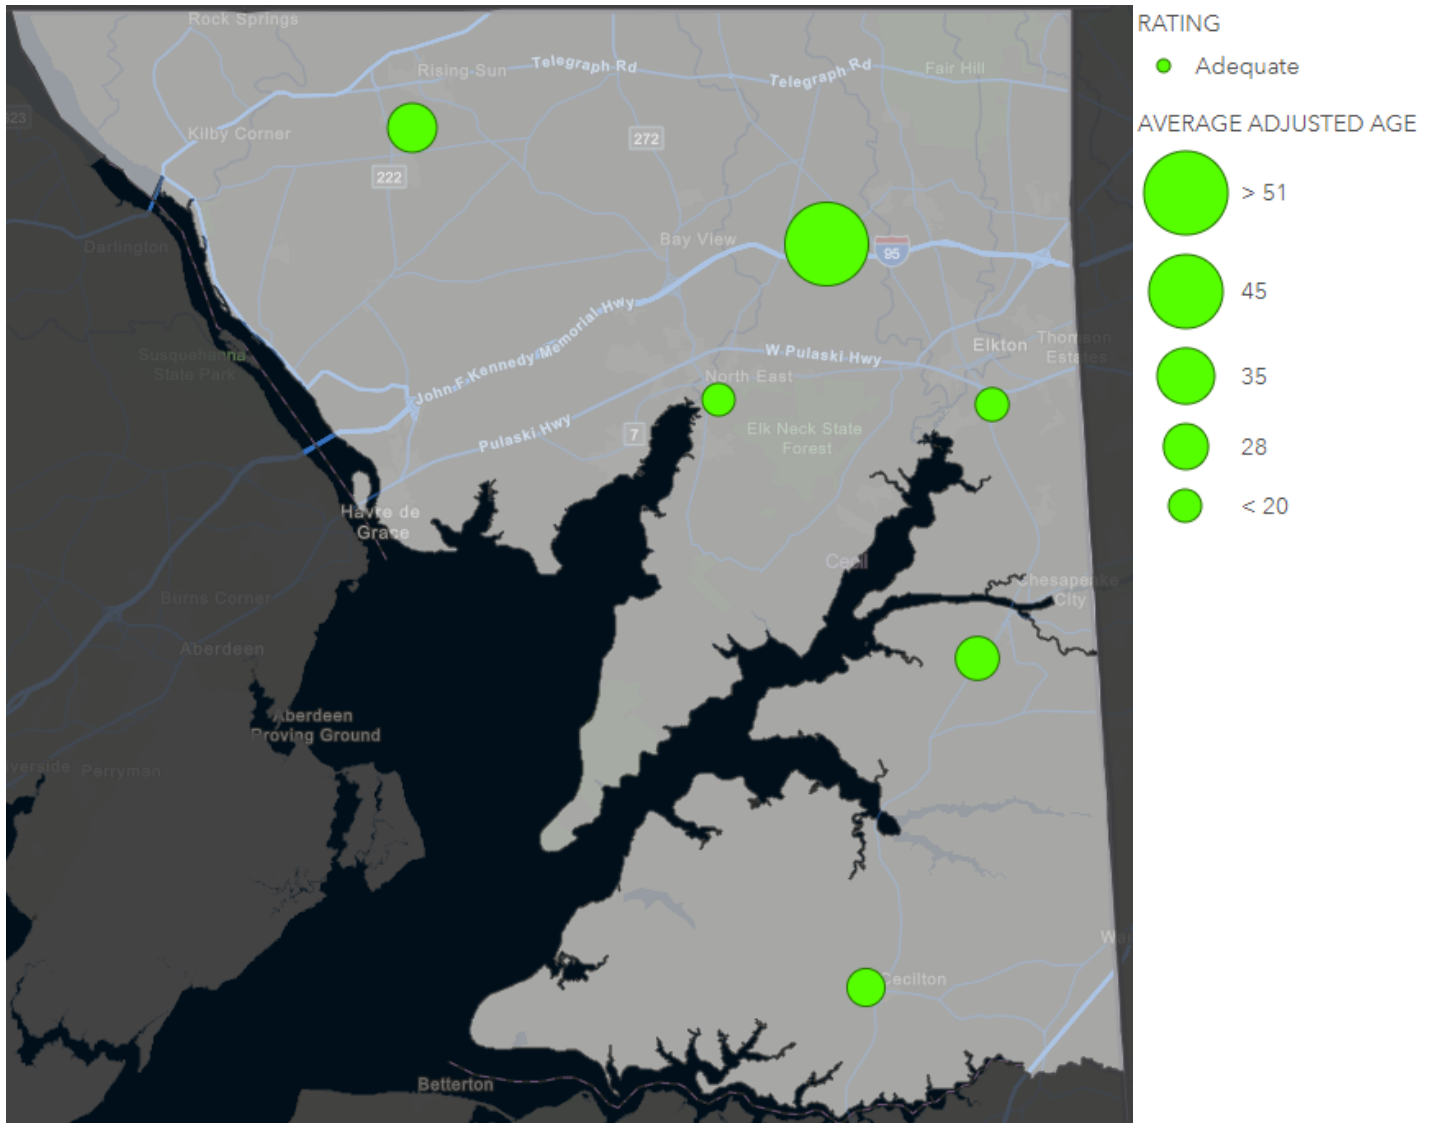 Rock Springs
Rising Sun
Telegraph Rd
Telegraph Rd
Fair Hill
Kilby Corner
272
222
Darlington
Bay View
95
John F Kennedy Memorial Hwy
W Pulaski Hwy
Elkton
Thomson
Estates
Susquehanna
State Park
North East
Pulaski Hwy
7
Elk Neck State
Forest
Havre de
Grace
Cecil
Chesapeake
City
Burns Corner
Aberdeen
Aberdeen
Proving Ground
verside
Perryman
Wa
Cecilton
Betterton
RATING
Adequate
AVERAGE ADJUSTED AGE
> 51
45
35
28
< 20